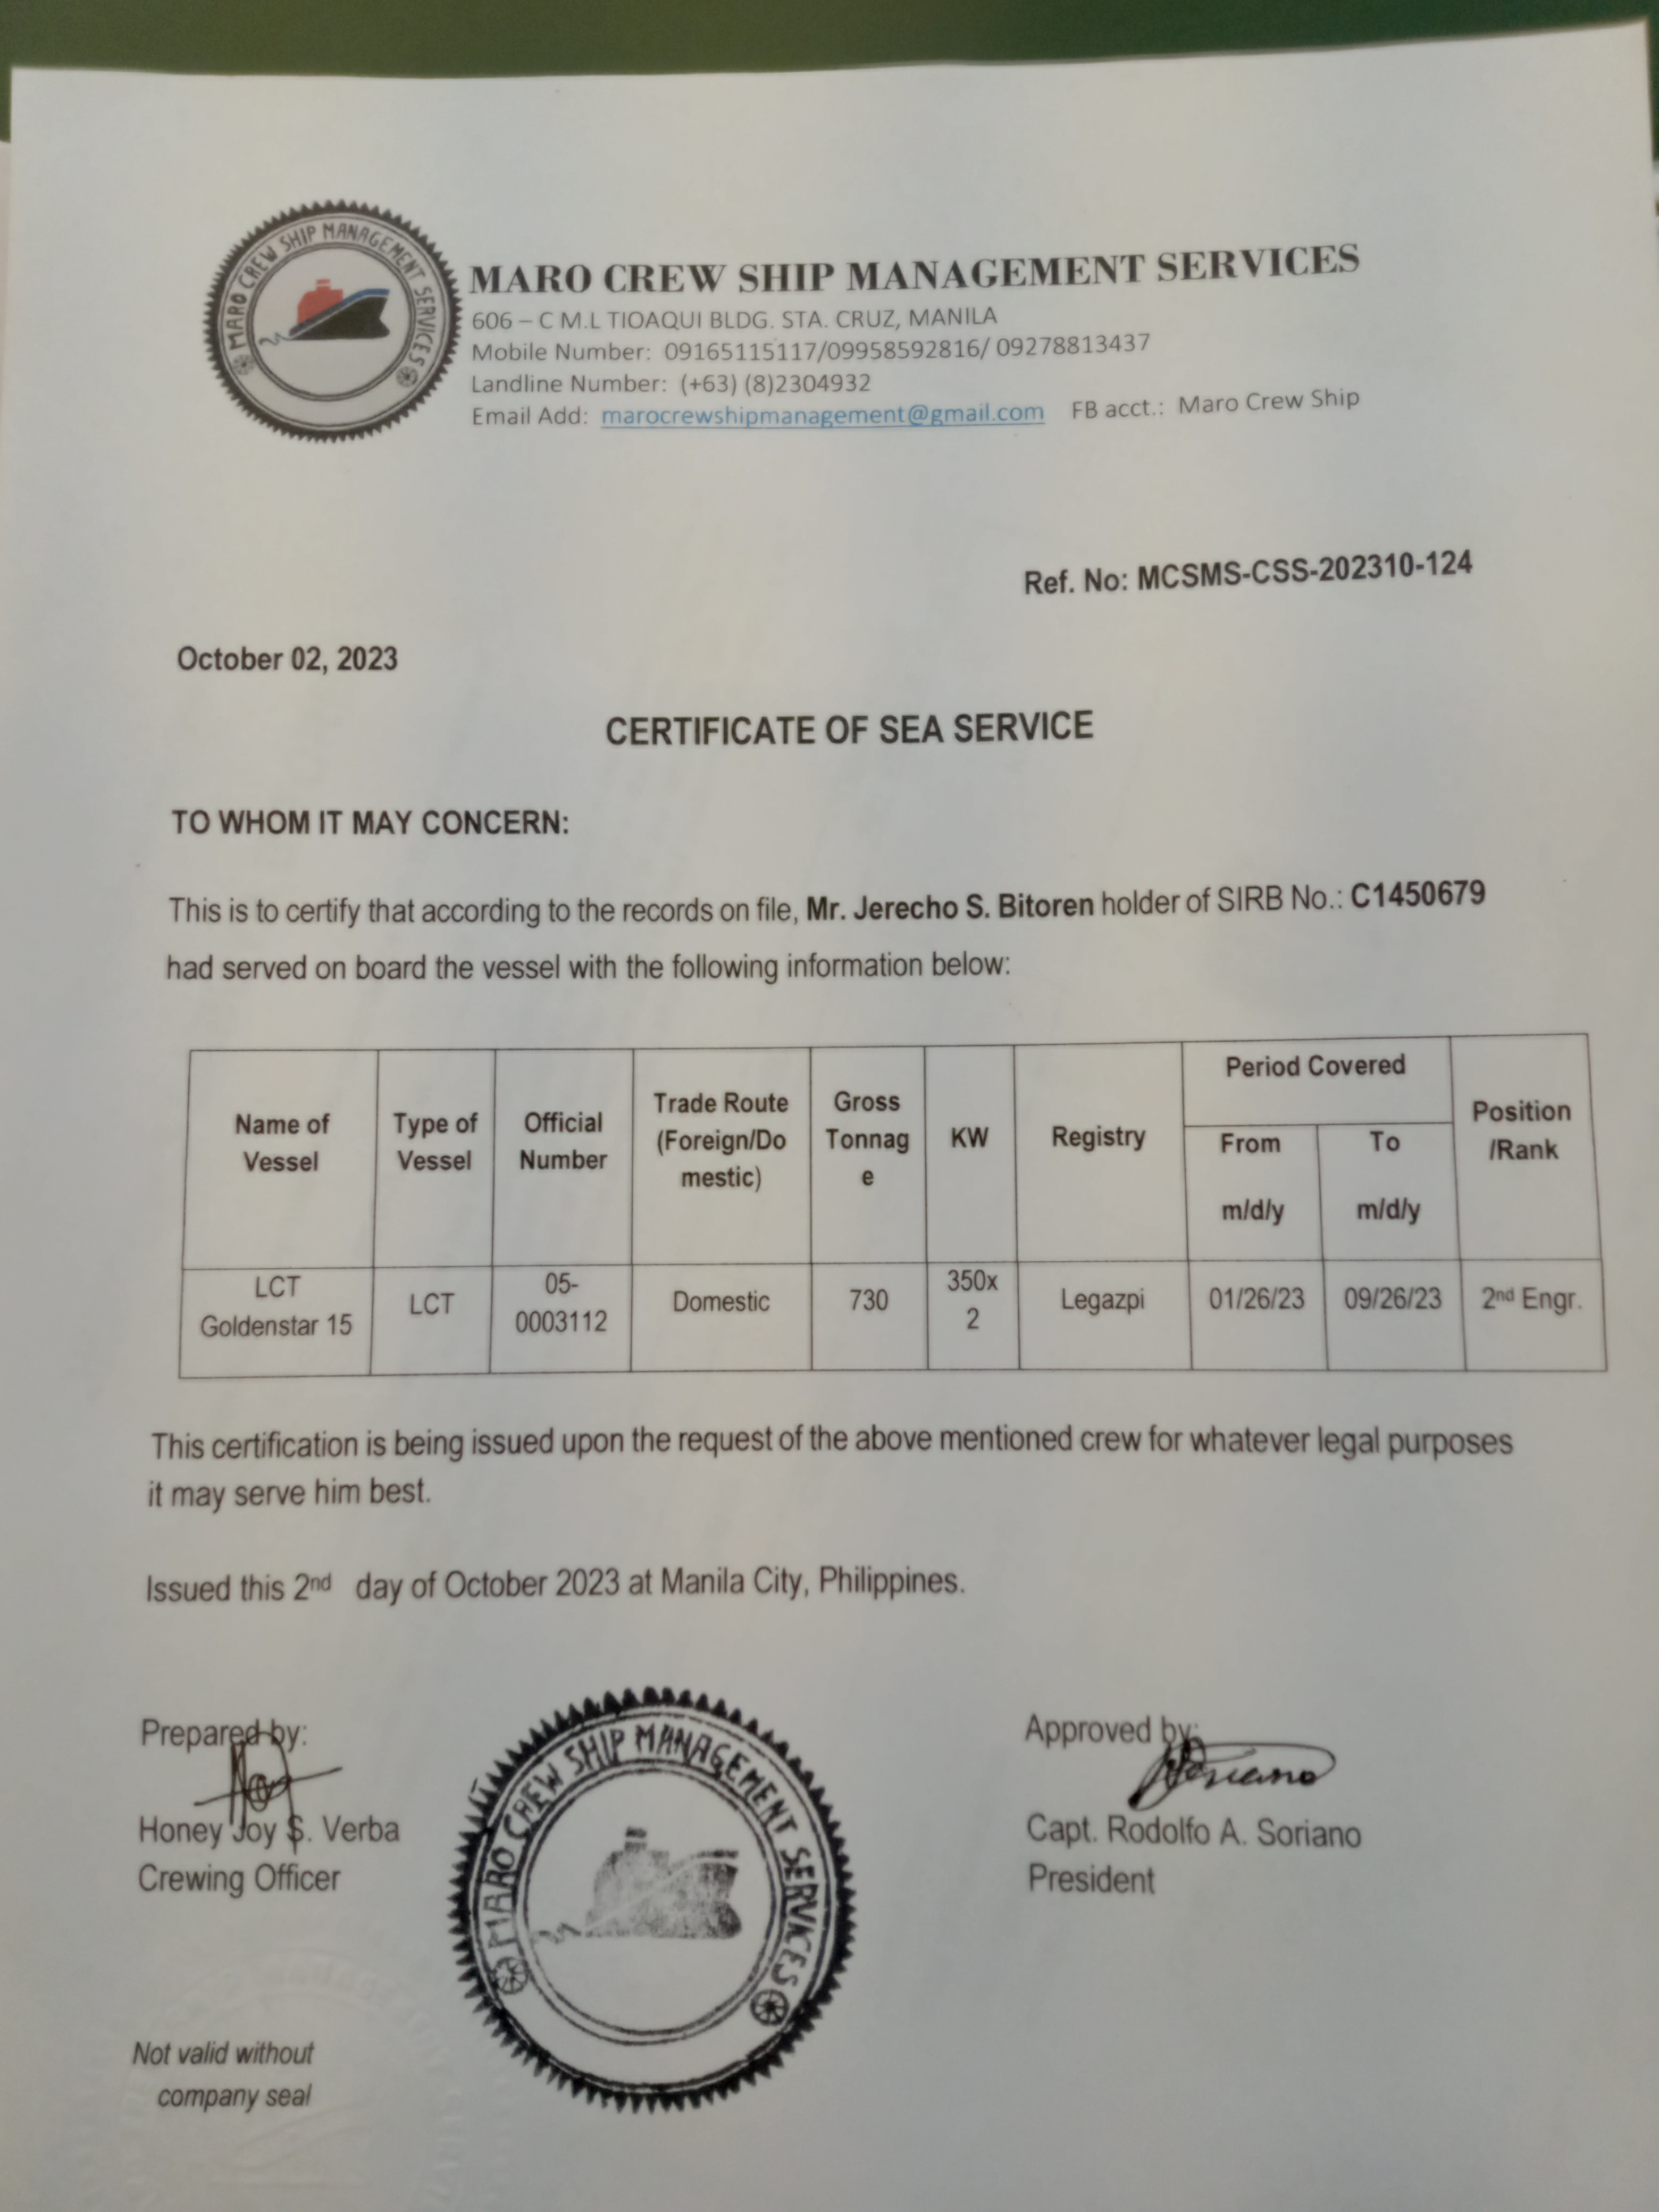 MARO CREW SHIP MANAGEMENT SERVICES
MARO CREW SHIP MANAGEMENT SERVICES
606 – C M.L TIOAQUI BLDG. STA. CRUZ, MANILA
Mobile Number: 09165115117/09958592816/ 09278813437
Landline Number: (+63) (8)2304932
Email Add: marocrewshipmanagement@gmail.com FB acct.: Maro Crew Ship
Ref. No: MCSMS-CSS-202310-124
October 02, 2023
CERTIFICATE OF SEA SERVICE
TO WHOM IT MAY CONCERN:
This is to certify that according to the records on file, Mr. Jerecho S. Bitoren holder of SIRB No.: C1450679
had served on board the vessel with the following information below:
Name of
Vessel
Type of
Vessel
Official
Number
Trade Route
(Foreign/Do
mestic)
Gross
Tonnag
e
KW
Registry
Period Covered
From
m/d/y
To
m/d/y
Position
/Rank
LCT
Goldenstar 15
LCT
05-
0003112
Domestic
730
350x
2
Legazpi
01/26/23
09/26/23
2nd Engr.
This certification is being issued upon the request of the above mentioned crew for whatever legal purposes
it may serve him best.
Issued this 2nd day of October 2023 at Manila City, Philippines.
Prepared by:
Honey Joy S. Verba
Crewing Officer
MARO CREW SHIP MANAGEMENT SERVICES
Approved by:
Capt. Rodolfo A. Soriano
President
Not valid without
company seal